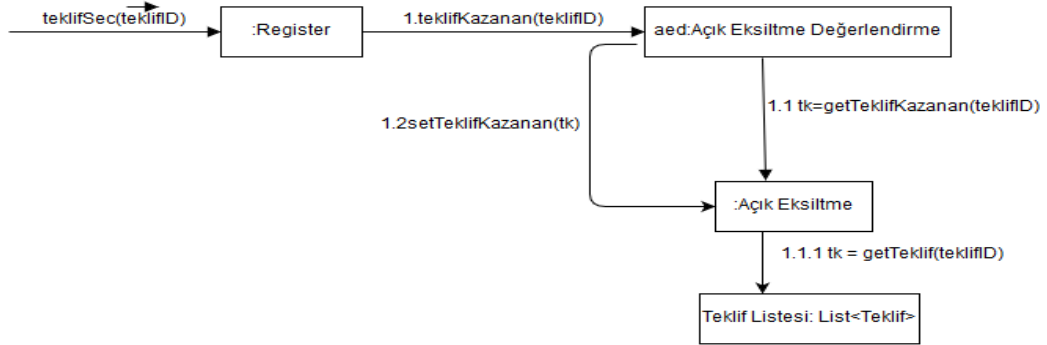 teklifSec(teklifID)
:Register
1.teklifKazanan(teklifID)
aed:Açık Eksiltme Değerlendirme
1.1 tk=getTeklifKazanan(teklifID)
1.2setTeklifKazanan(tk)
:Açık Eksiltme
1.1.1 tk = getTeklif(teklifID)
Teklif Listesi: List<Teklif>